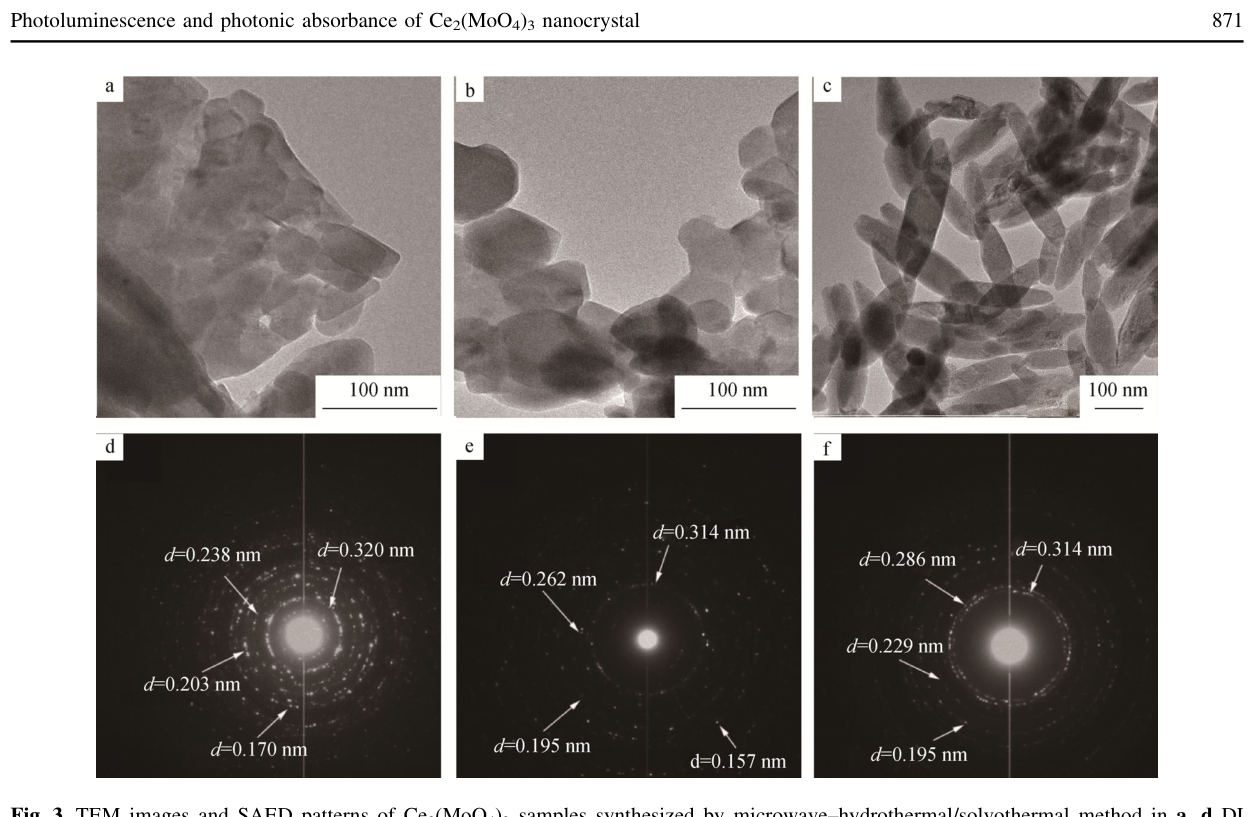 Photoluminescence and photonic absorbance of Ce2(MoO4)3 nanocrystal 871
a
b
c
100 nm
100 nm
100 nm
d
e
f
d=0.238 nm
d=0.320 nm
d=0.203 nm
d=0.170 nm
d=0.314 nm
d=0.262 nm
d=0.195 nm
d=0.157 nm
d=0.286 nm
d=0.314 nm
d=0.229 nm
d=0.195 nm
Fig. 3 TEM images and SAED patterns of Ce2(MoO4)3 samples synthesized by microwave–hydrothermal/solvothermal method in a, d DI